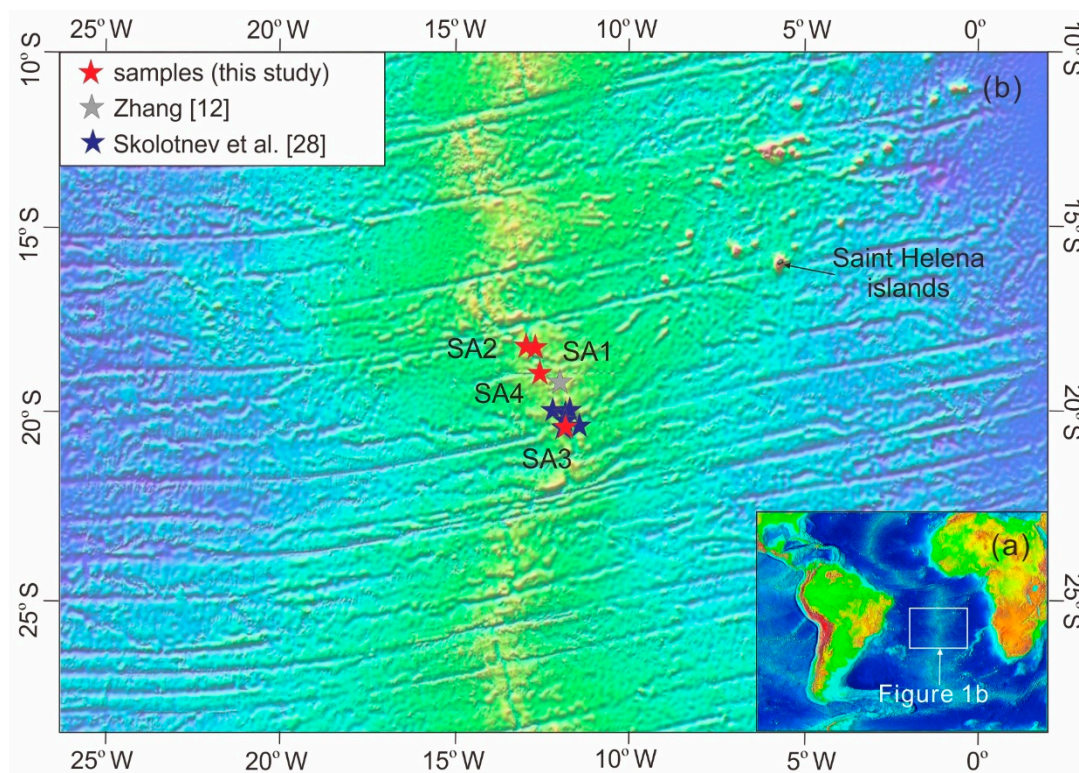 25°W 20°W 15°W 10°W 5°W 0°
10°S 10°S
samples (this study)
(b)
Zhang [12]
Skolotnev et al. [28]
15°S 15°S
Saint Helena
islands
SA2 SA1
SA4
20°S 20°S
SA3
(a)
25°S 25°S
Figure 1b
25°W 20°W 15°W 10°W 5°W 0°